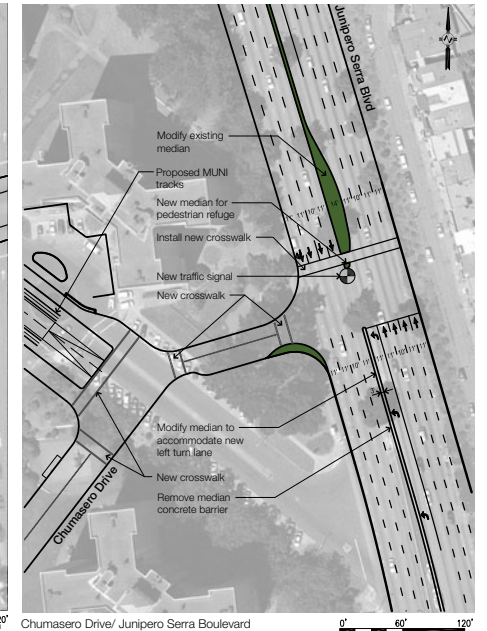 Junipero Serra Blvd
N
Modify existing
median
Proposed MUNI
tracks
New median for
pedestrian refuge
Install new crosswalk
New traffic signal
New crosswalk
Modify median to
accommodate new
left turn lane
New crosswalk
Remove median
concrete barrier
Chumasero Drive
Chumasero Drive/ Junipero Serra Boulevard
0'
60'
120'